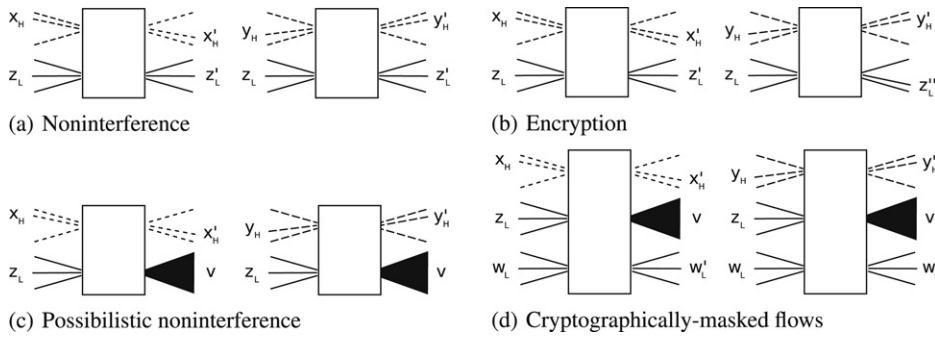 x_H x'_H z_L z'_L
y_H y'_H z_L z'_L
(a) Noninterference
x_H x'_H z_L z'_L
y_H y'_H z_L z''_L
(b) Encryption
x_H x'_H z_L v
y_H y'_H z_L v
(c) Possibilistic noninterference
x_H x'_H z_L v w_L w'_L
y_H y'_H z_L v w_L w
(d) Cryptographically-masked flows